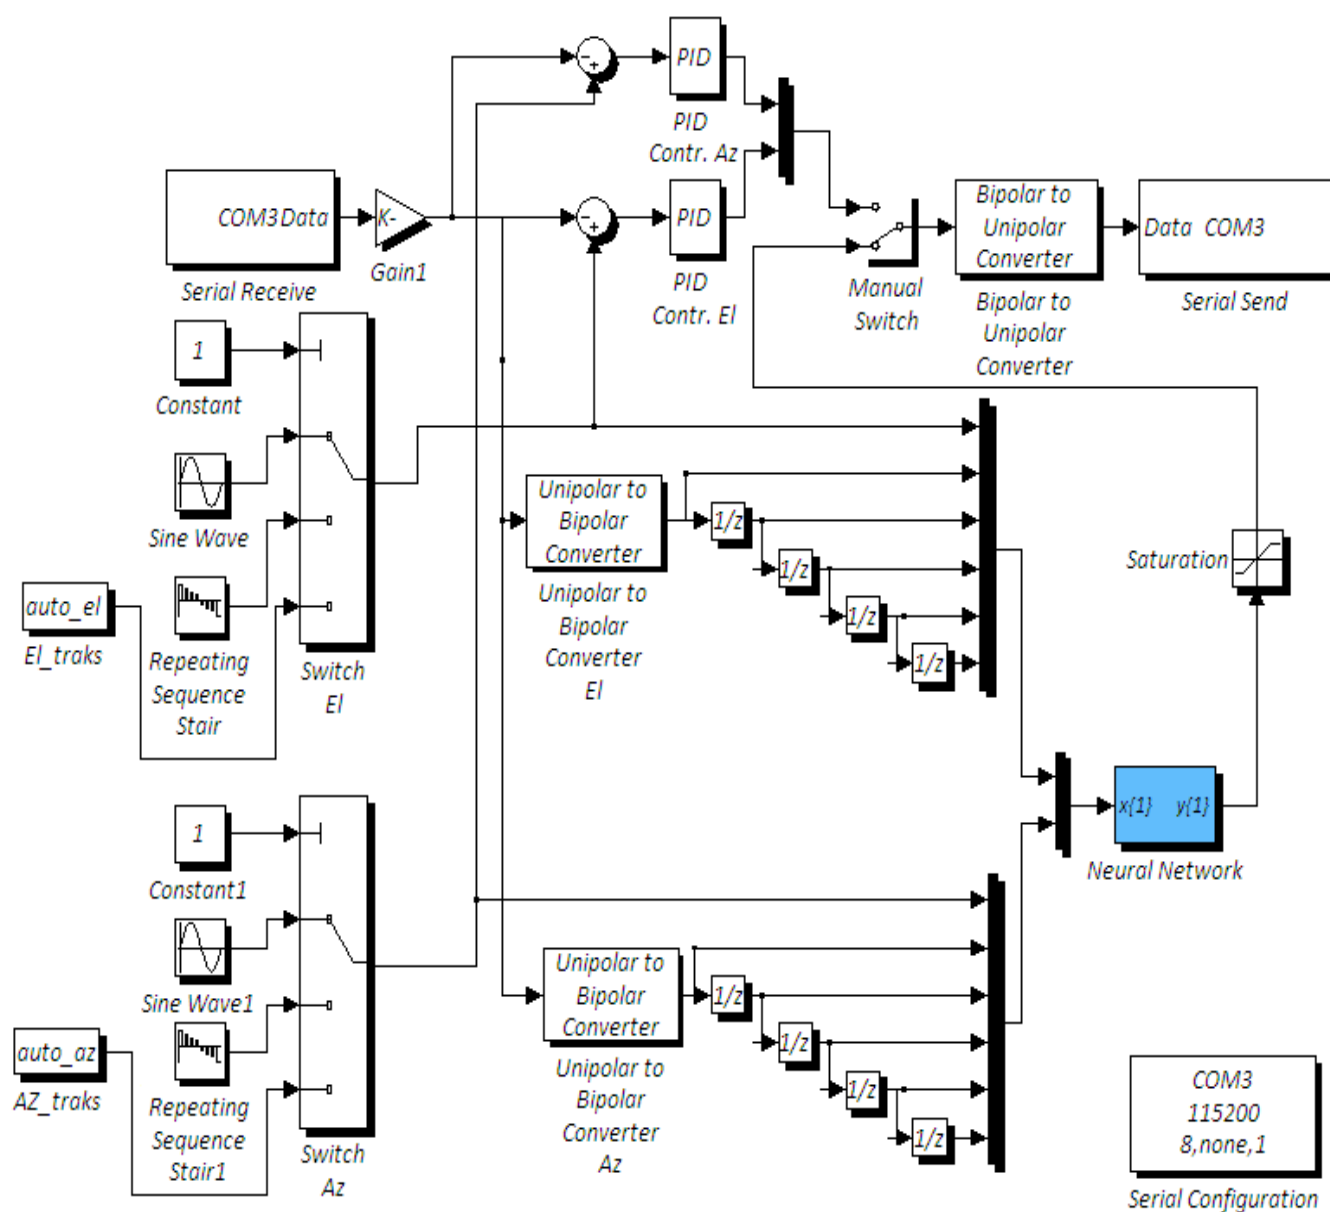 PID
PID
Contr. Az
COM3 Data
Serial Receive
K-
Gain1
PID
PID
Contr. El
Manual
Switch
Bipolar to
Unipolar
Converter
Bipolar to
Unipolar
Converter
Data COM3
Serial Send
1
Constant
Sine Wave
auto_el
El_traks
Repeating
Sequence
Stair
Switch
El
Unipolar to
Bipolar
Converter
Unipolar to
Bipolar
Converter
El
1/z
1/z
1/z
1/z
Saturation
x{1} y{1}
Neural Network
1
Constant1
Sine Wave1
auto_az
AZ_traks
Repeating
Sequence
Stair1
Switch
Az
Unipolar to
Bipolar
Converter
Unipolar to
Bipolar
Converter
Az
1/z
1/z
1/z
1/z
COM3
115200
8,none,1
Serial Configuration